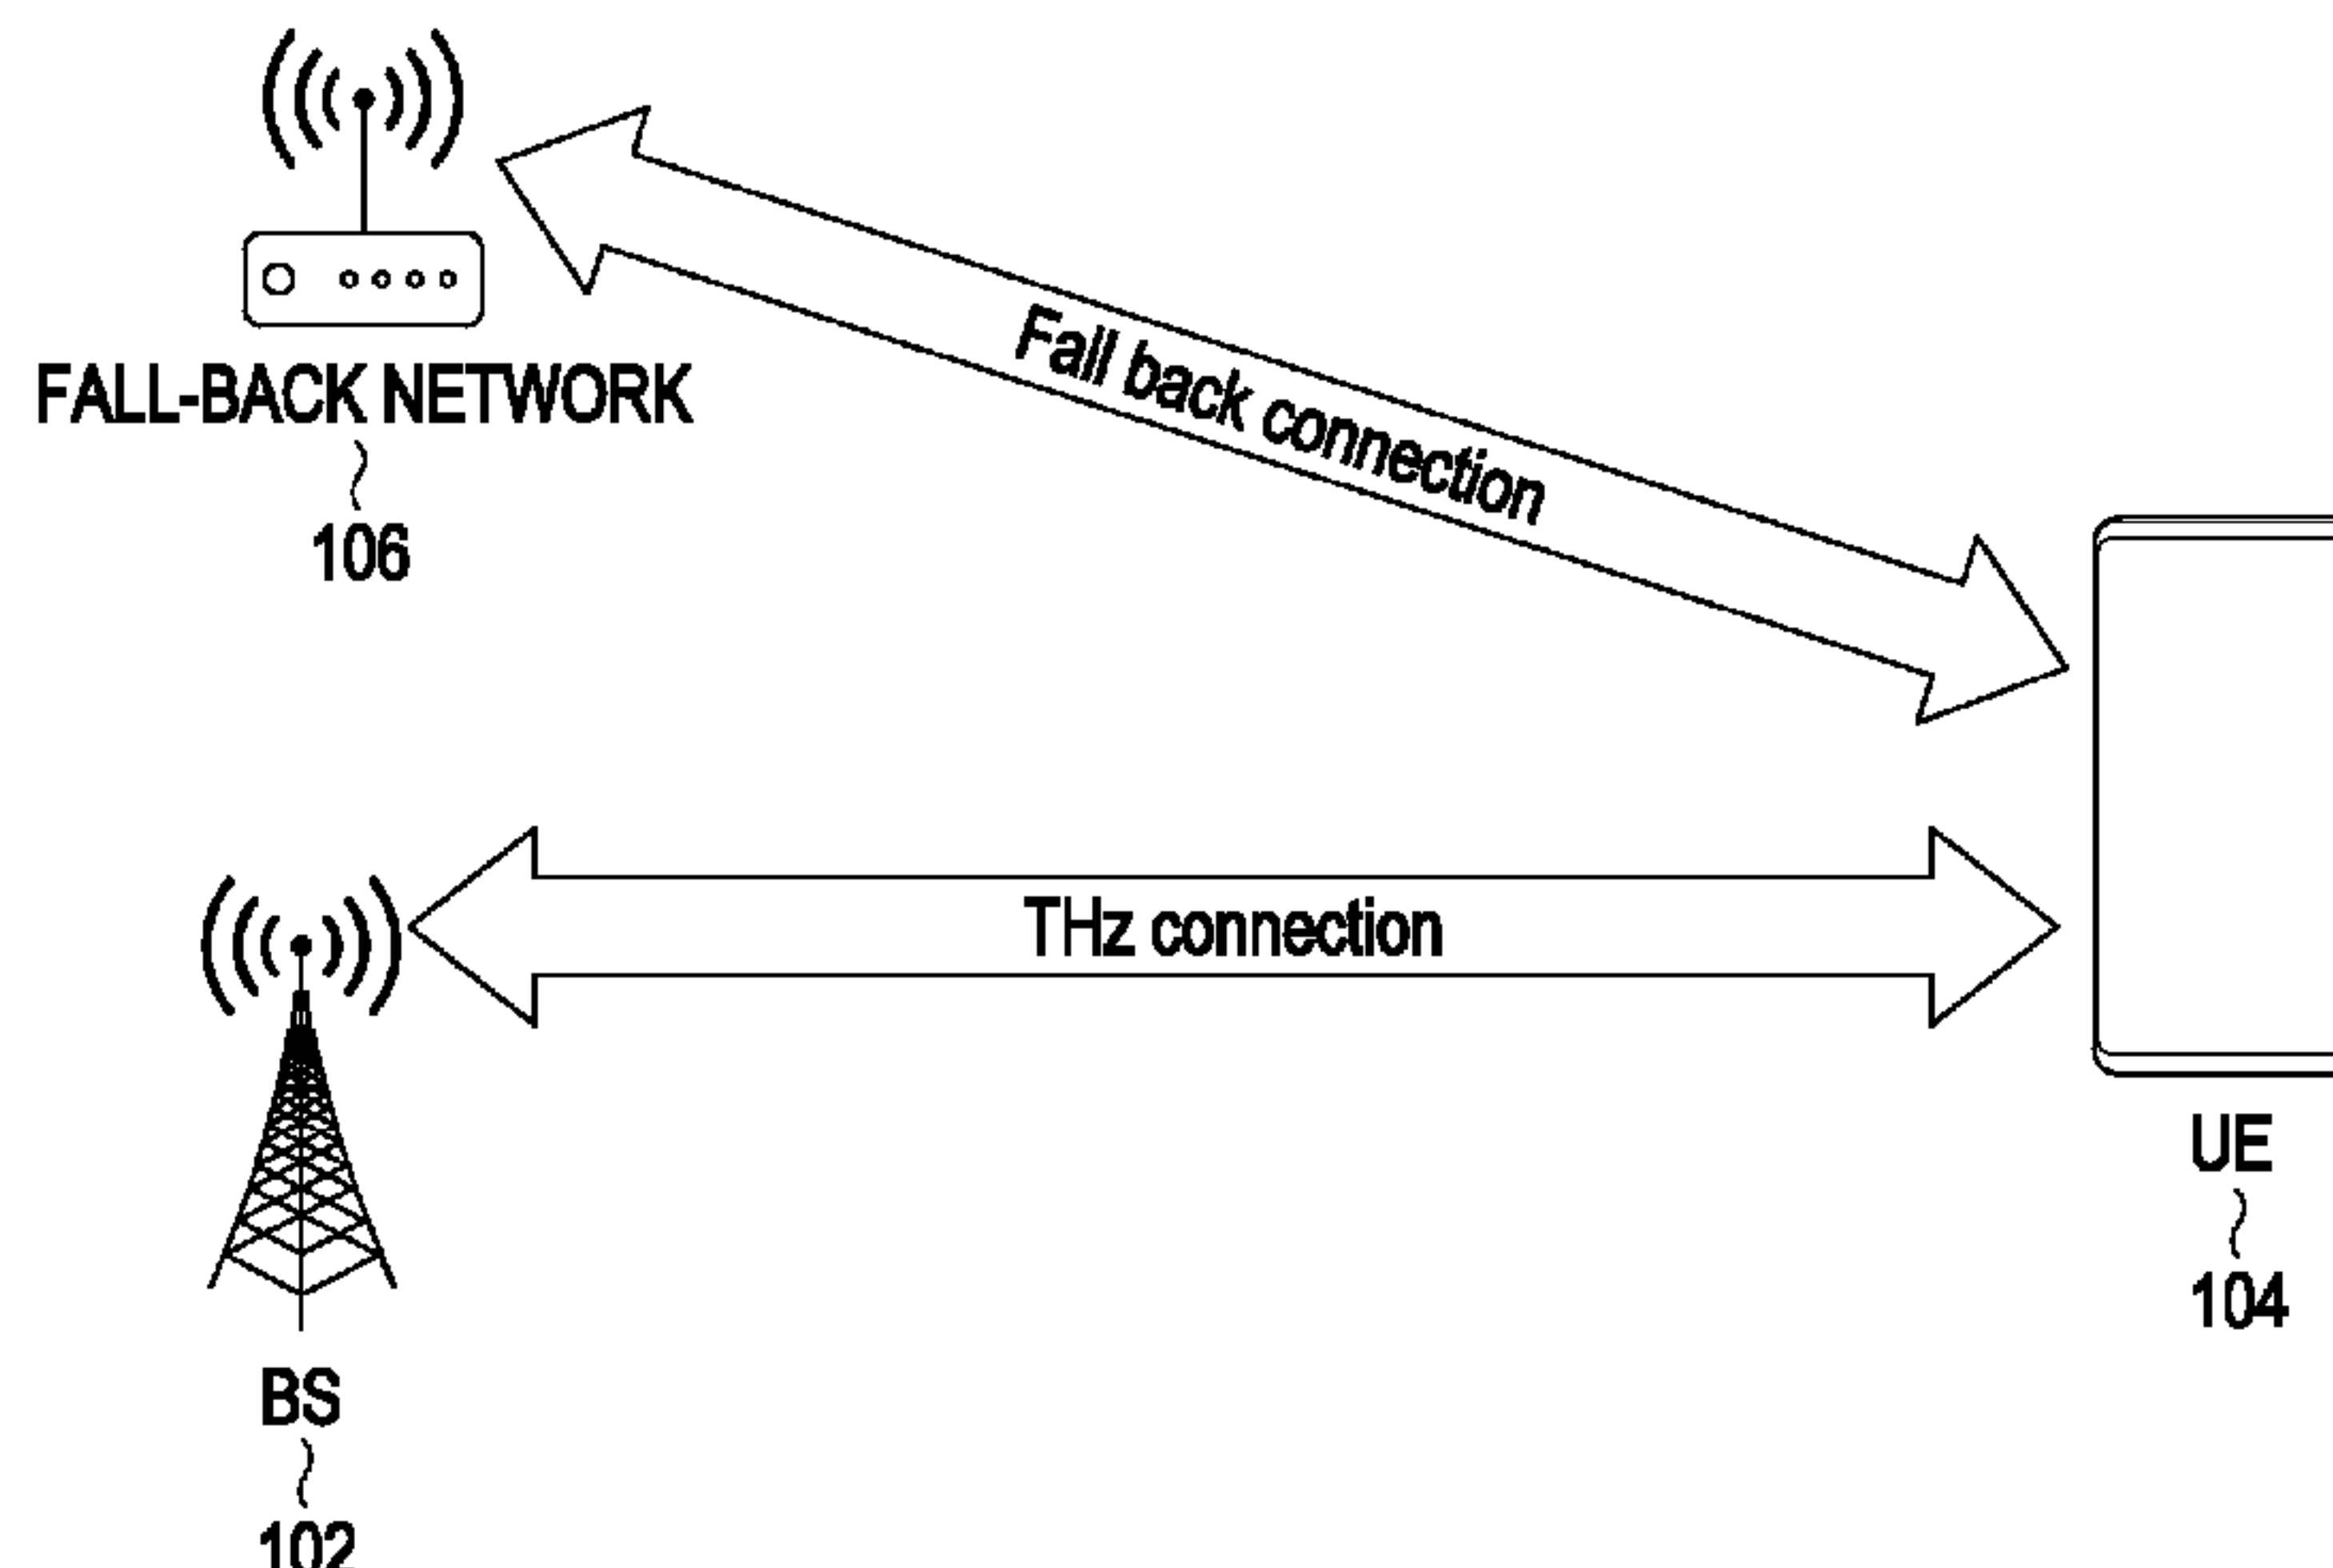 Fall back connection
FALL-BACK NETWORK
106
THz connection
UE
104
BS
102